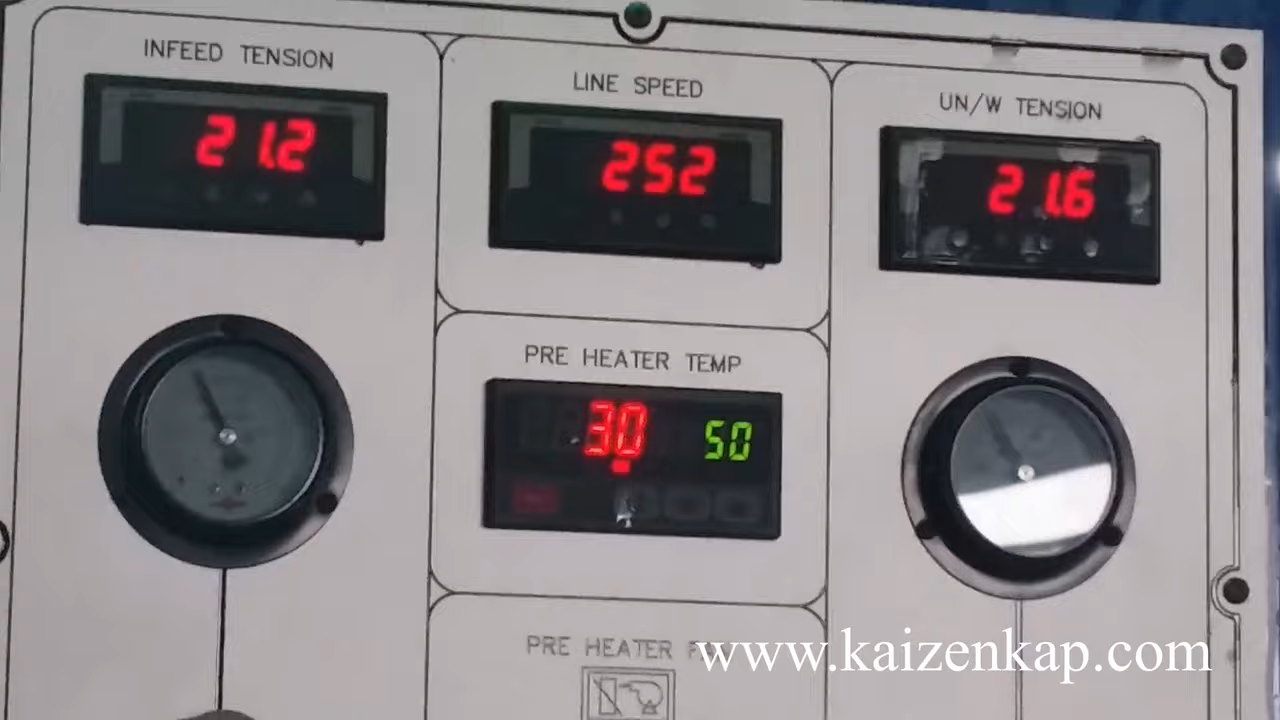 INFEED TENSION
21.2
LINE SPEED
252
UN/W TENSION
21.6
PRE HEATER TEMP
30 50
PRE HEATER
www.kaizenkap.com